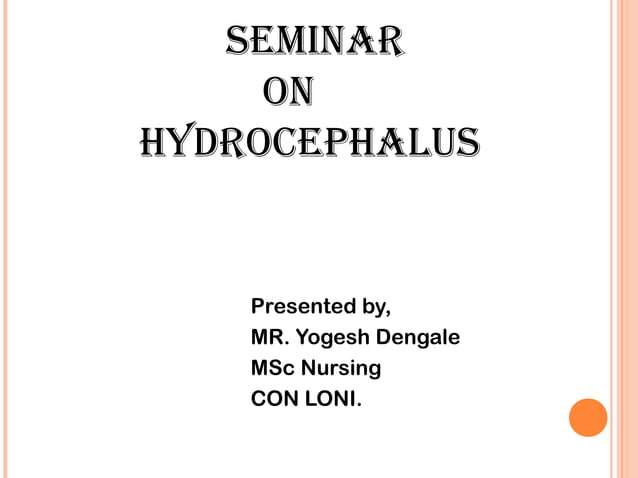 SEMINAR
ON
HYDROCEPHALUS
Presented by,
MR. Yogesh Dengale
MSc Nursing
CON LONI.